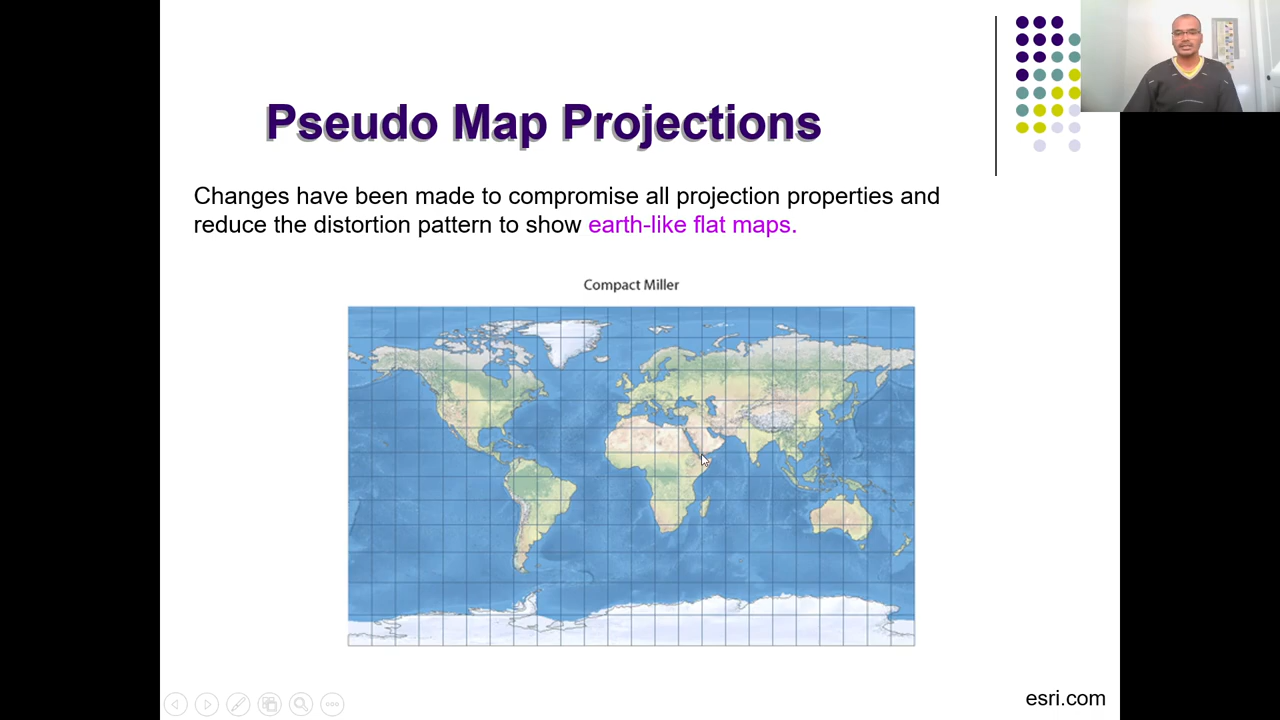 Pseudo Map Projections
Changes have been made to compromise all projection properties and
reduce the distortion pattern to show earth-like flat maps.
Compact Miller
esri.com